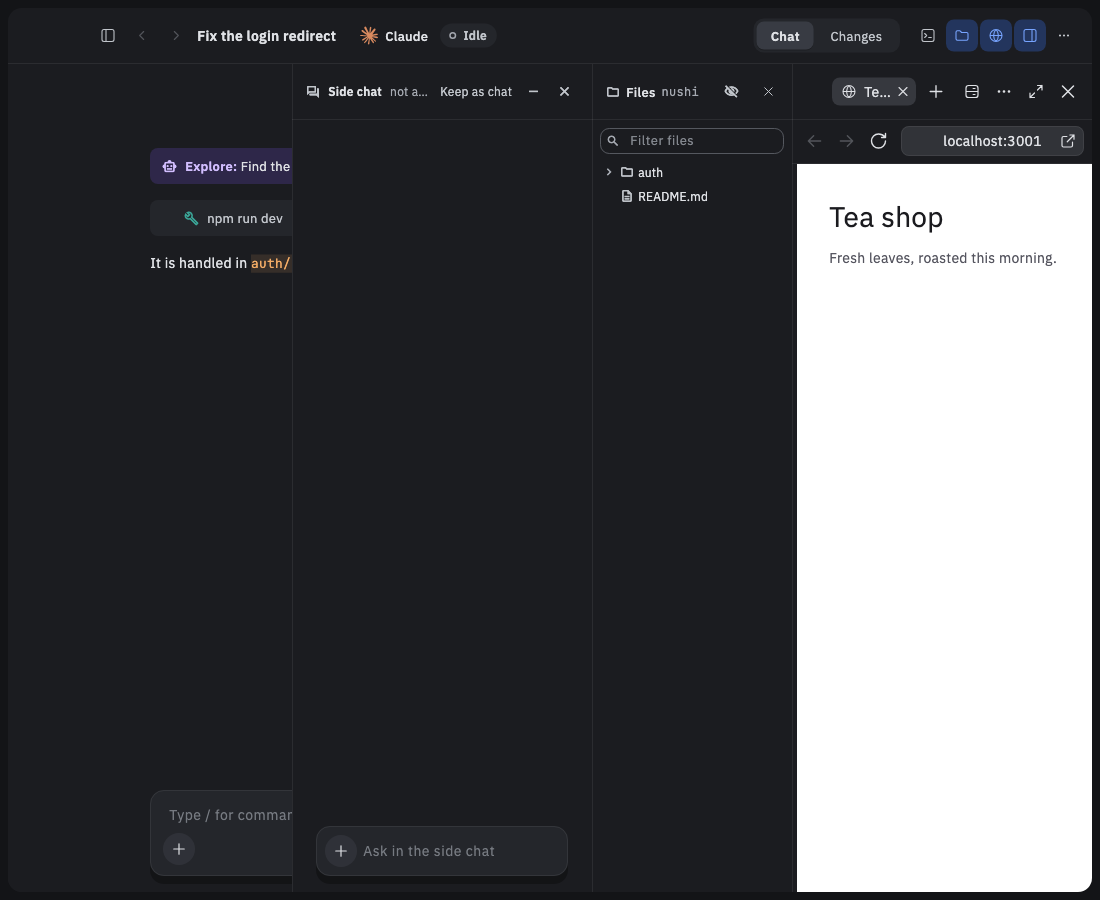 Fix the login redirect
Claude
Idle
Chat
Changes
Explore: Find the
npm run dev
It is handled in auth/
Type / for comman
Side chat not a… Keep as chat
Ask in the side chat
Files nushi
Filter files
auth
README.md
Te…
localhost:3001
Tea shop
Fresh leaves, roasted this morning.